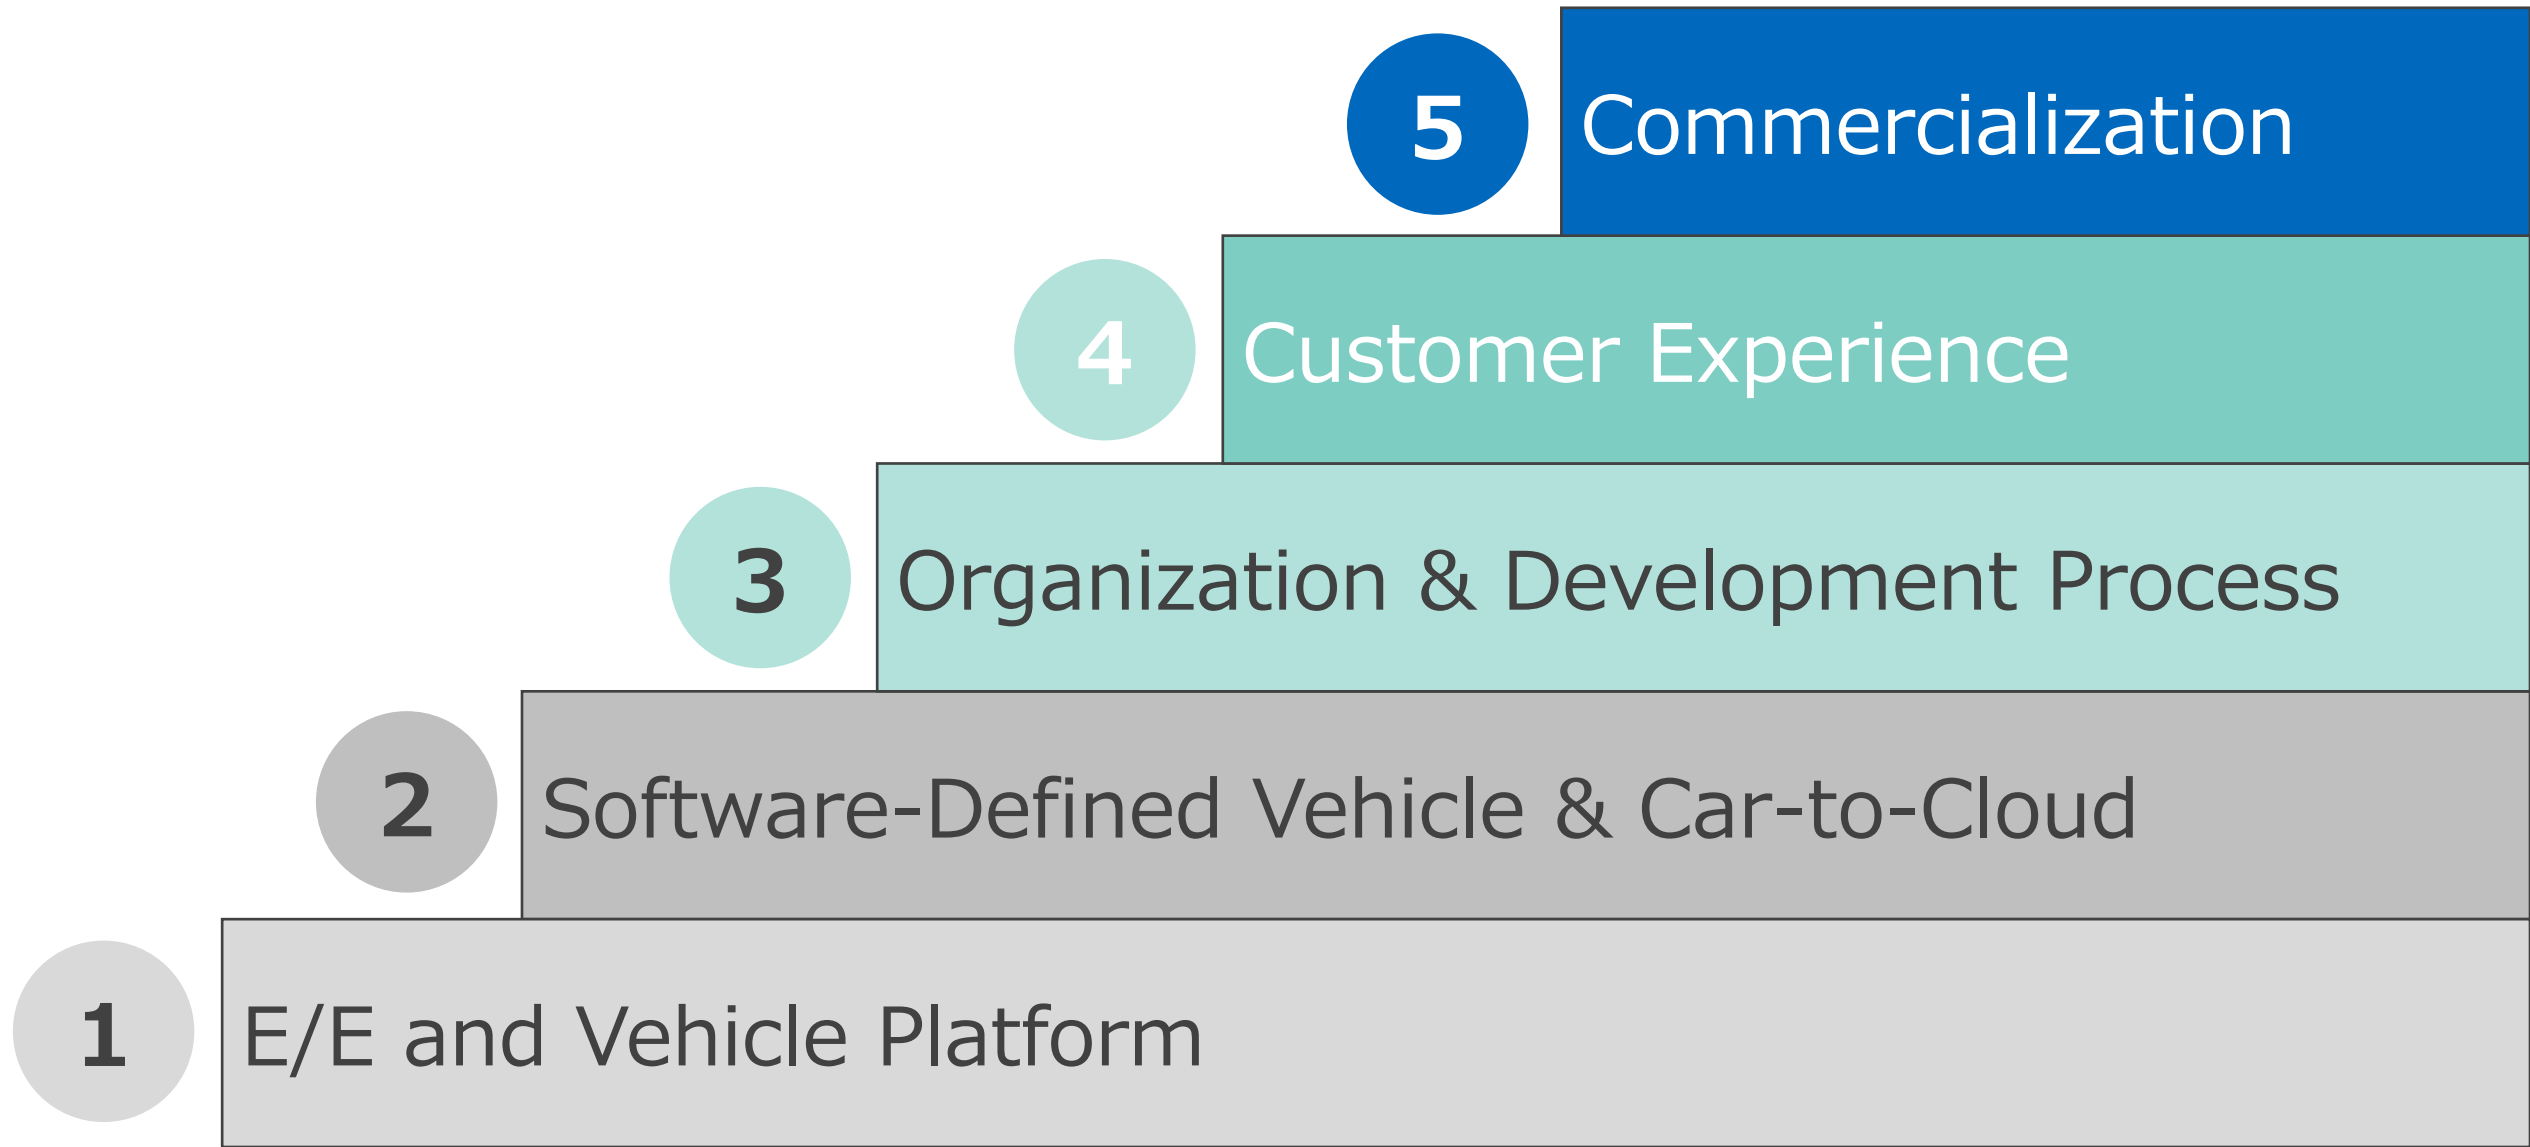 5 Commercialization
4 Customer Experience
3 Organization & Development Process
2 Software-Defined Vehicle & Car-to-Cloud
1 E/E and Vehicle Platform